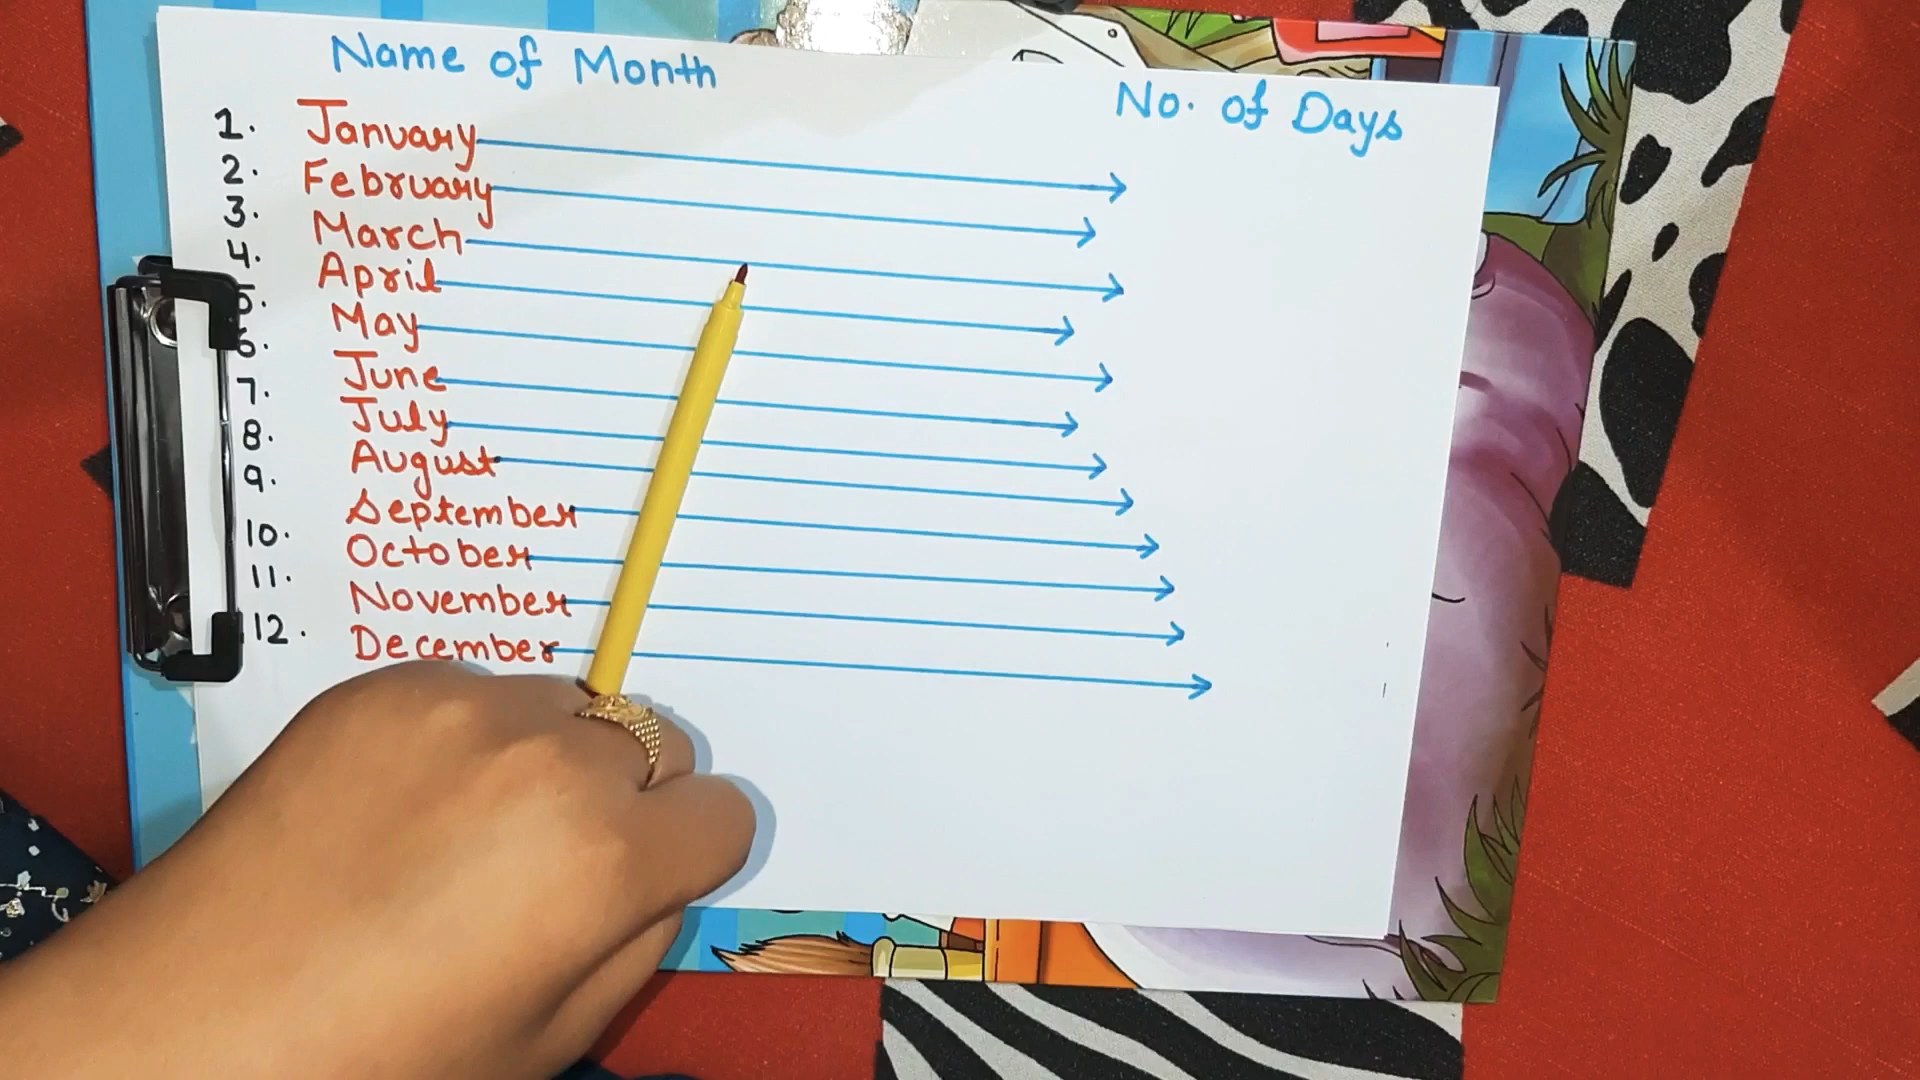 Name of Month No. of Days
1. January
2. February
3. March
4. April
5. May
6. June
7. July
8. August
9. September
10. October
11. November
12. December